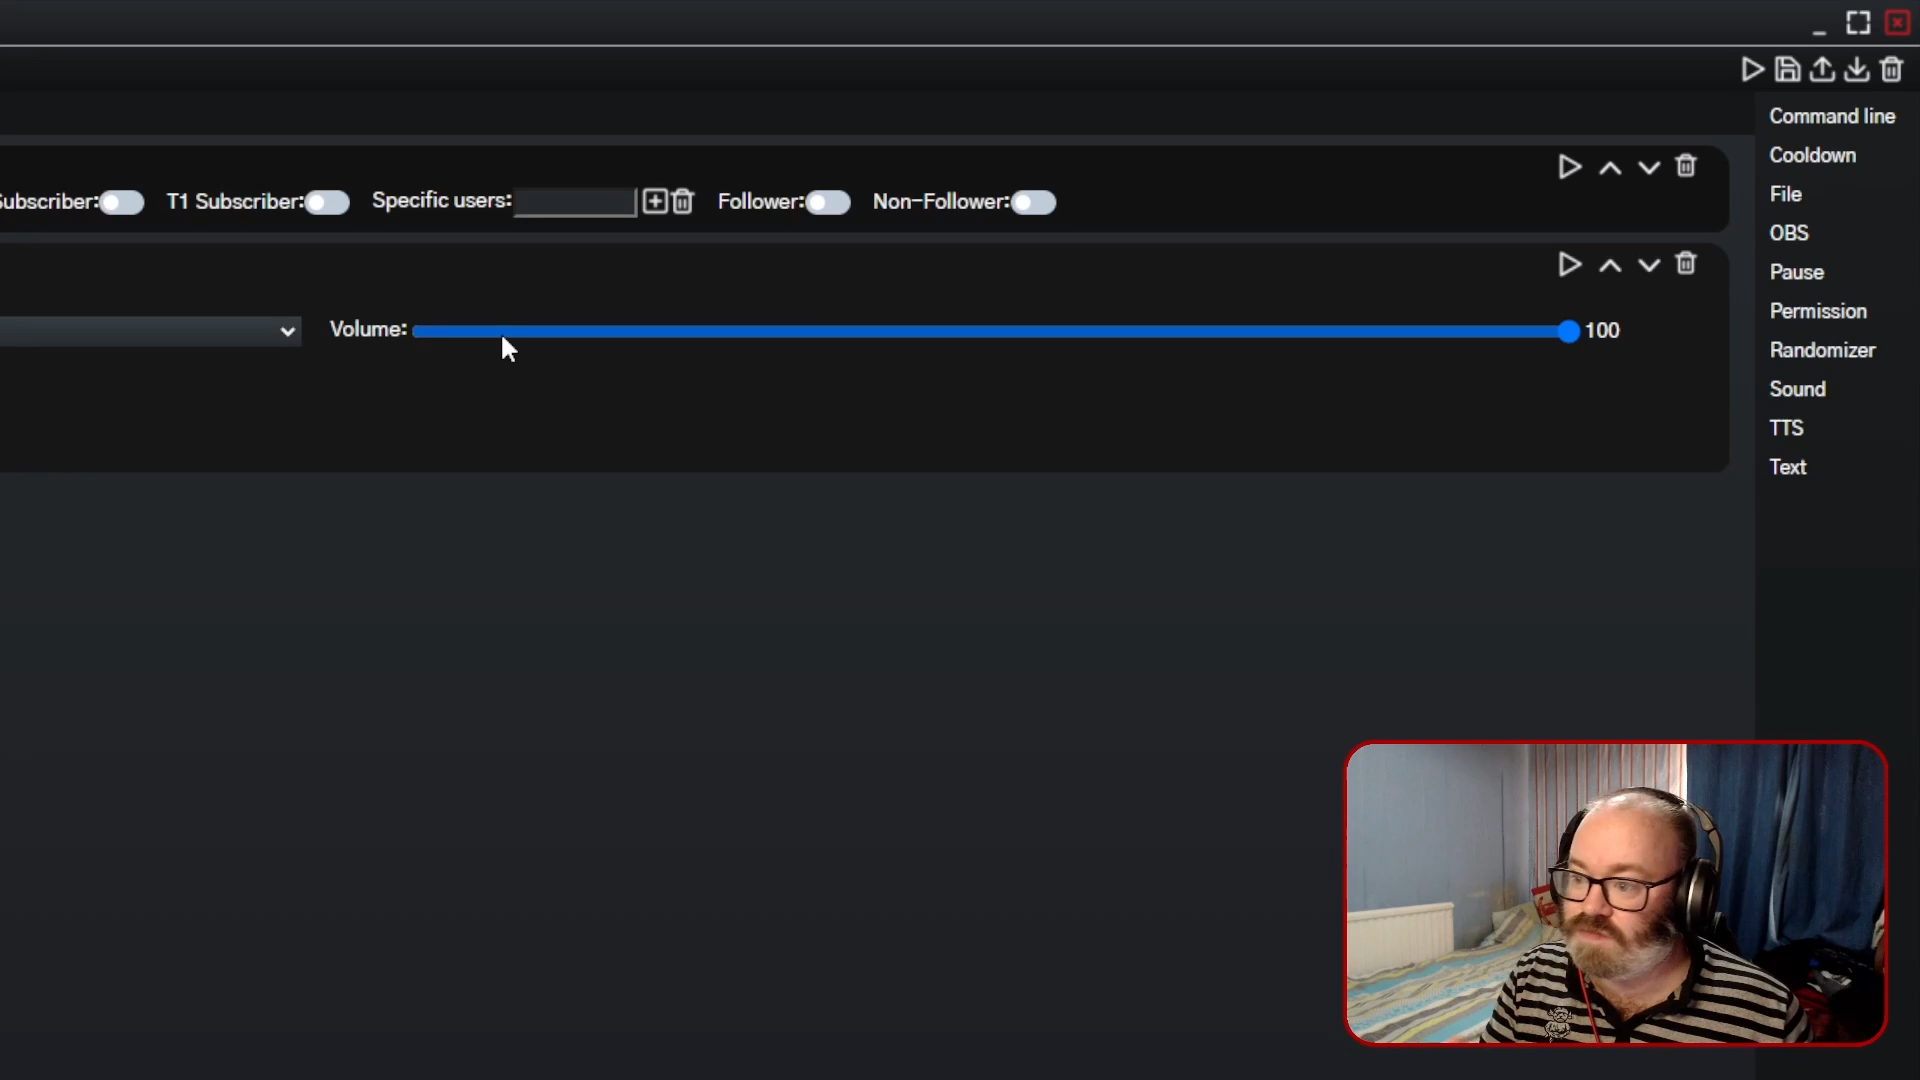 Command line
Subscriber: T1 Subscriber: Specific users: Follower: Non-Follower:
Cooldown
File
OBS
Pause
Volume: 100
Permission
Randomizer
Sound
TTS
Text